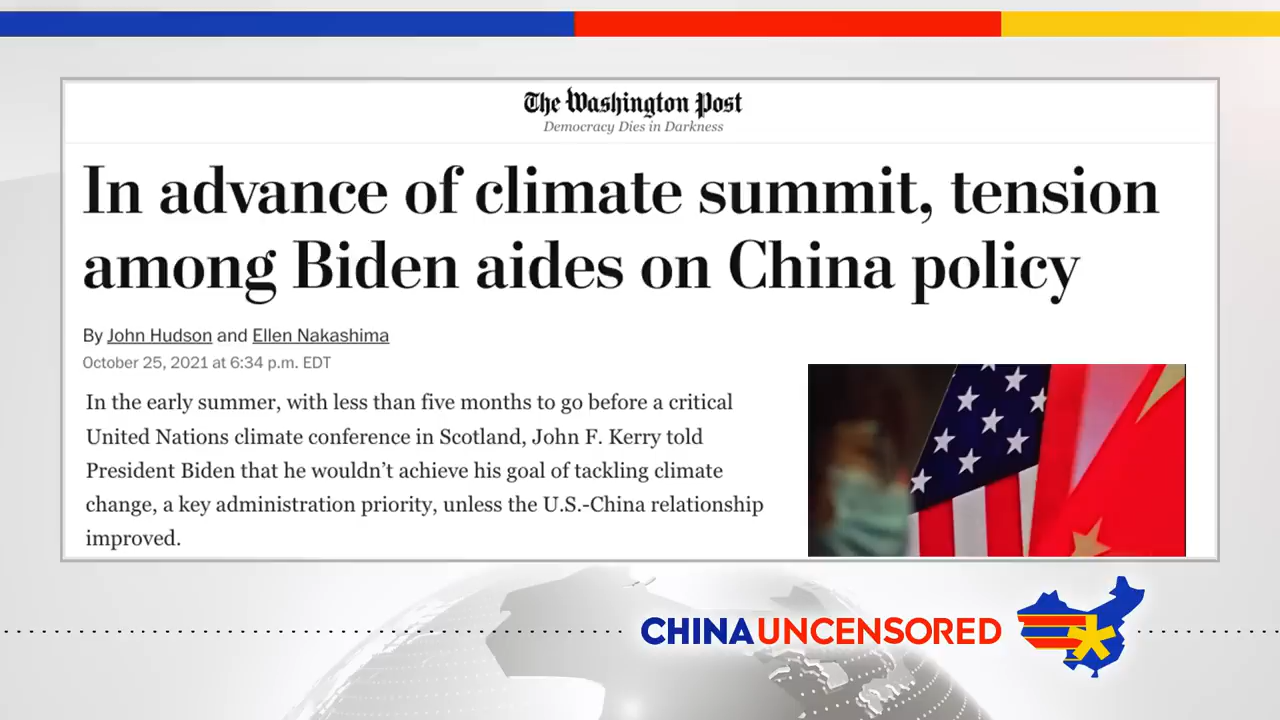 The Washington Post
Democracy Dies in Darkness
In advance of climate summit, tension
among Biden aides on China policy
By John Hudson and Ellen Nakashima
October 25, 2021 at 6:34 p.m. EDT
In the early summer, with less than five months to go before a critical
United Nations climate conference in Scotland, John F. Kerry told
President Biden that he wouldn’t achieve his goal of tackling climate
change, a key administration priority, unless the U.S.-China relationship
improved.
CHINAUNCENSORED